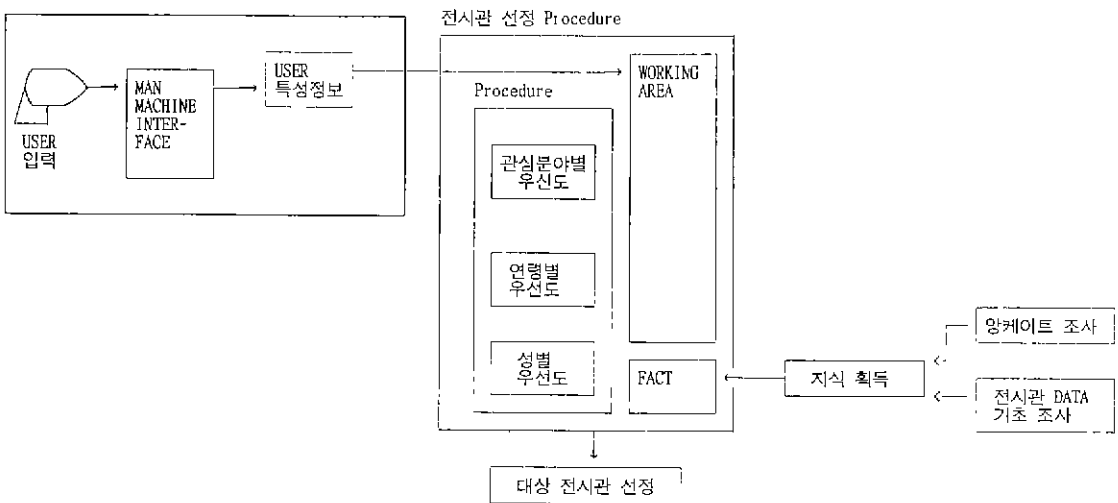 전시관 선정 Procedure
USER
입력
MAN
MACHINE
INTER-
FACE
USER
특성정보
Procedure
관심분야별
우선도
연령별
우선도
성별
우선도
WORKING
AREA
FACT
지식 획득
앙케이트 조사
전시관 DATA
기초 조사
대상 전시관 선정